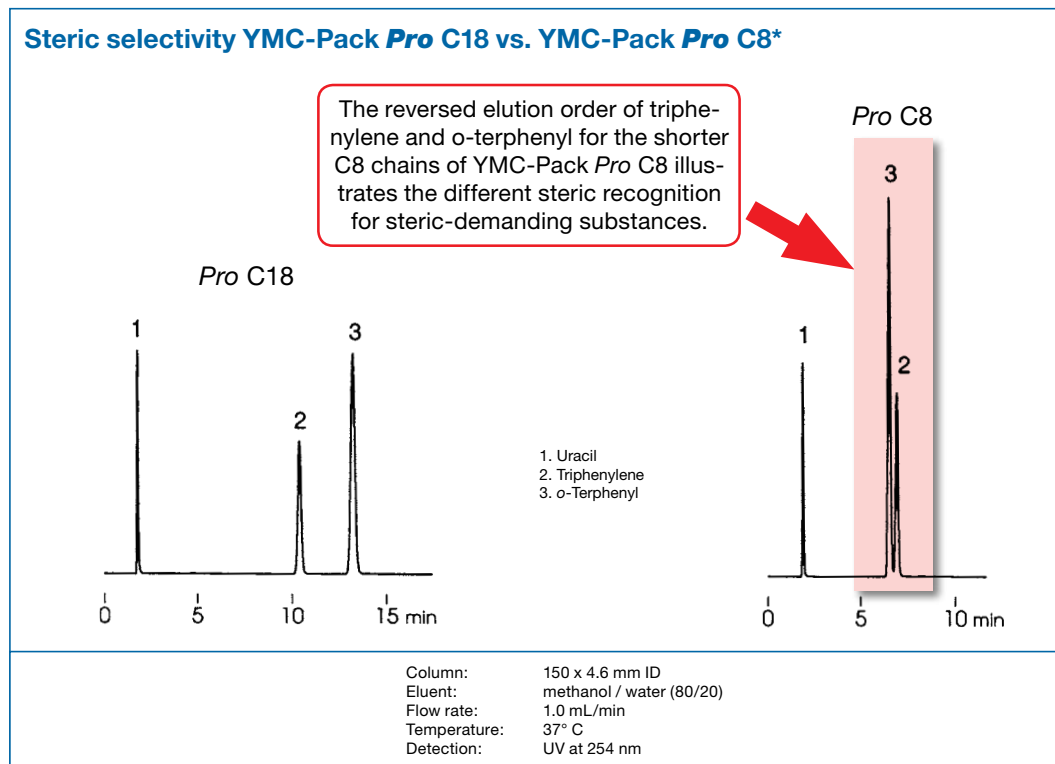 Steric selectivity YMC-Pack Pro C18 vs. YMC-Pack Pro C8*
The reversed elution order of triphe-
nylene and o-terphenyl for the shorter
C8 chains of YMC-Pack Pro C8 illus-
trates the different steric recognition
for steric-demanding substances.
Pro C18
1
2
3
0
5
10
15 min
1. Uracil
2. Triphenylene
3. o-Terphenyl
Pro C8
1
3
2
0
5
10 min
Column: 150 x 4.6 mm ID
Eluent: methanol / water (80/20)
Flow rate: 1.0 mL/min
Temperature: 37° C
Detection: UV at 254 nm